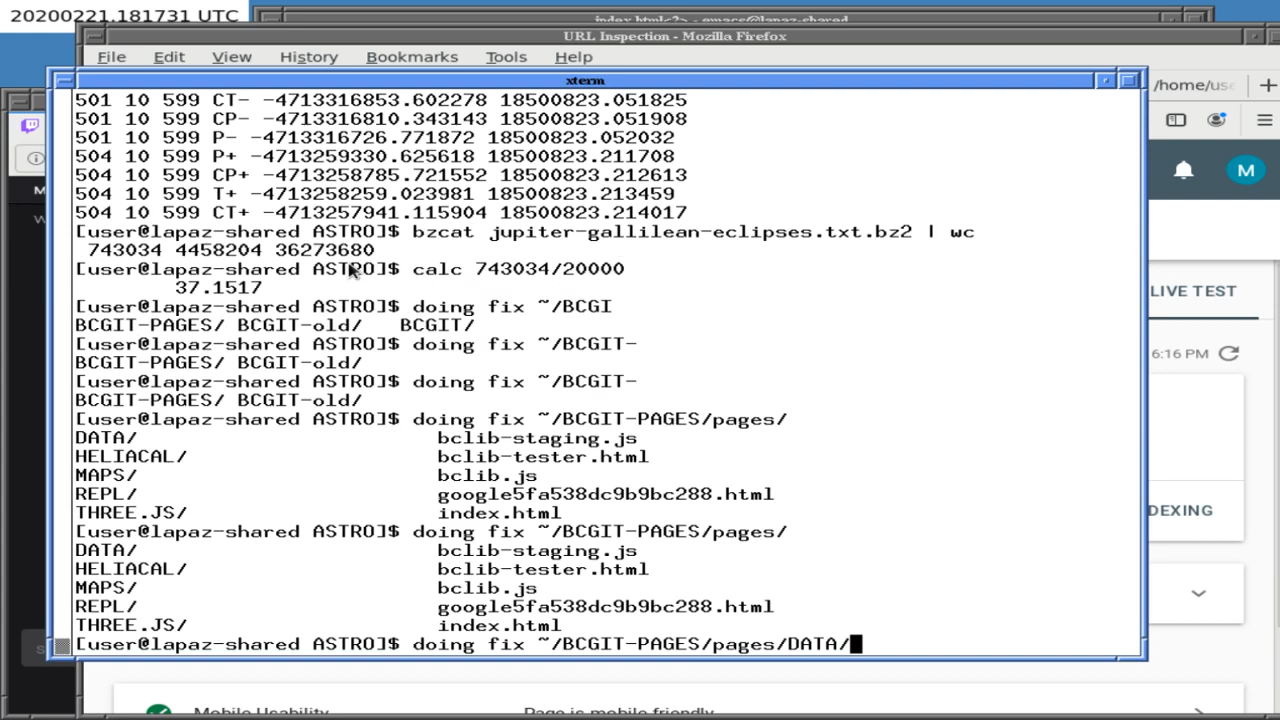 20200221.181731 UTC
index.html<2> - emacs@lapaz-shared
URL Inspection - Mozilla Firefox
File Edit View History Bookmarks Tools Help
xterm
/home/use
501 10 599 CT- -4713316853.602278 18500823.051825
501 10 599 CP- -4713316810.343143 18500823.051908
501 10 599 P- -4713316726.771872 18500823.052032
504 10 599 P+ -4713259330.625618 18500823.211708
504 10 599 CP+ -4713258785.721552 18500823.212613
504 10 599 T+ -4713258259.023981 18500823.213459
504 10 599 CT+ -4713257941.115904 18500823.214017
[user@lapaz-shared ASTRO]$ bzcat jupiter-gallilean-eclipses.txt.bz2 | wc
743034 4458204 36273680
[user@lapaz-shared ASTRO]$ calc 743034/20000
37.1517
[user@lapaz-shared ASTRO]$ doing fix ~/BCGI
BCGIT-PAGES/ BCGIT-old/ BCGIT/
[user@lapaz-shared ASTRO]$ doing fix ~/BCGIT-
BCGIT-PAGES/ BCGIT-old/
[user@lapaz-shared ASTRO]$ doing fix ~/BCGIT-
BCGIT-PAGES/ BCGIT-old/
[user@lapaz-shared ASTRO]$ doing fix ~/BCGIT-PAGES/pages/
DATA/ bclib-staging.js
HELIACAL/ bclib-tester.html
MAPS/ bclib.js
REPL/ google5fa538dc9b9bc288.html
THREE.JS/ index.html
[user@lapaz-shared ASTRO]$ doing fix ~/BCGIT-PAGES/pages/
DATA/ bclib-staging.js
HELIACAL/ bclib-tester.html
MAPS/ bclib.js
REPL/ google5fa538dc9b9bc288.html
THREE.JS/ index.html
[user@lapaz-shared ASTRO]$ doing fix ~/BCGIT-PAGES/pages/DATA/
M
LIVE TEST
6:16 PM
DEXING
Mobile Usability Page is mobile friendly